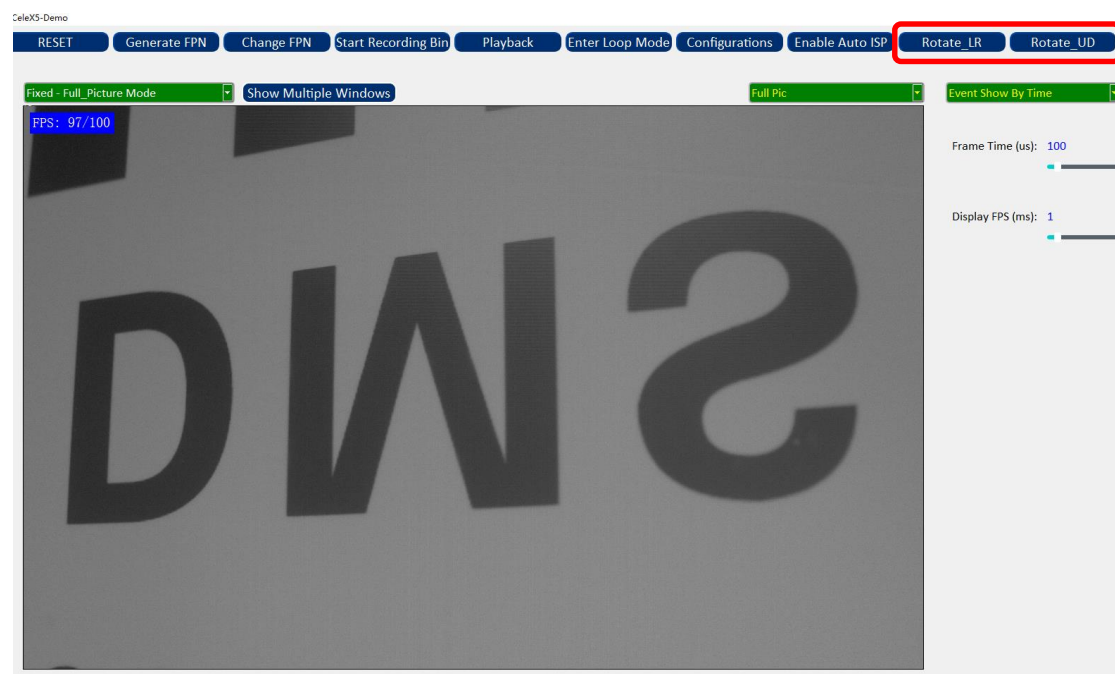 CeleX5-Demo
RESET Generate FPN Change FPN Start Recording Bin Playback Enter Loop Mode Configurations Enable Auto ISP Rotate_LR Rotate_UD
Fixed - Full_Picture Mode Show Multiple Windows Full Pic Event Show By Time
FPS: 97/100
Frame Time (us): 100
Display FPS (ms): 1
DMS